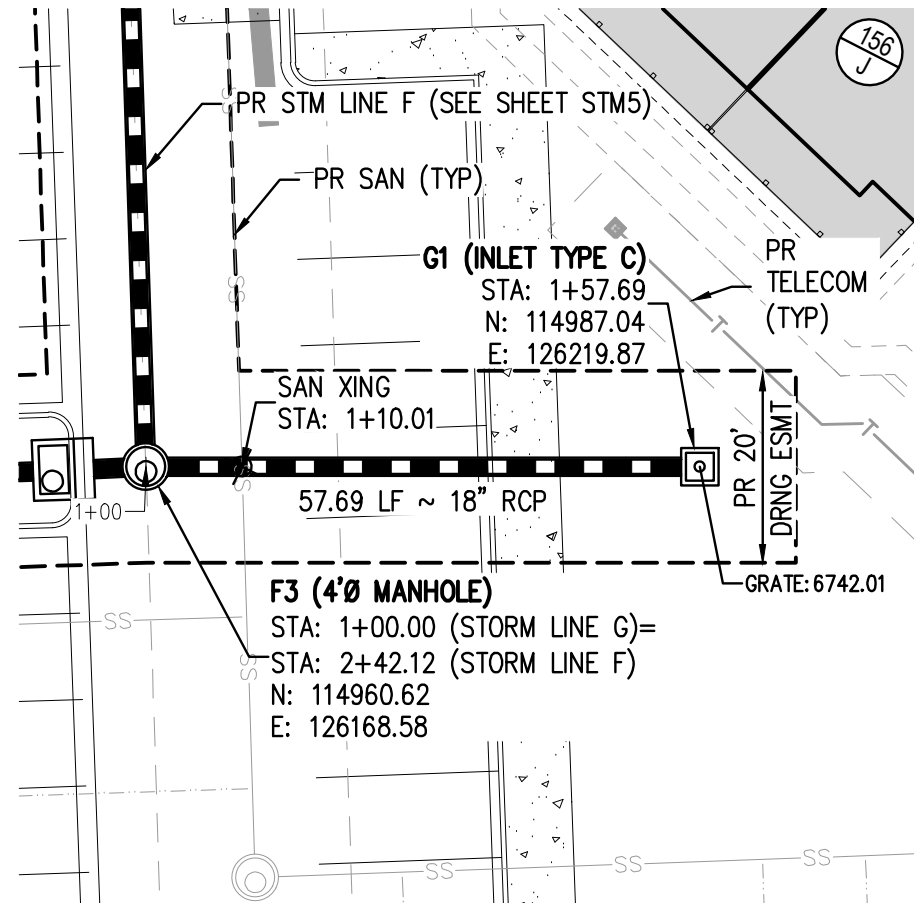 156
J
PR STM LINE F (SEE SHEET STM5)
SS
PR SAN (TYP)
E
G1 (INLET TYPE C)
STA: 1+57.69
N: 114987.04
E: 126219.87
PR
TELECOM
(TYP)
SS
T
SAN XING
STA: 1+10.01
T
PR 20'
DRNG ESMT
SS
1+00
57.69 LF ~ 18" RCP
GRATE: 6742.01
F3 (4'Ø MANHOLE)
STA: 1+00.00 (STORM LINE G)=
STA: 2+42.12 (STORM LINE F)
N: 114960.62
E: 126168.58
SS
SS
SS
SS
SS